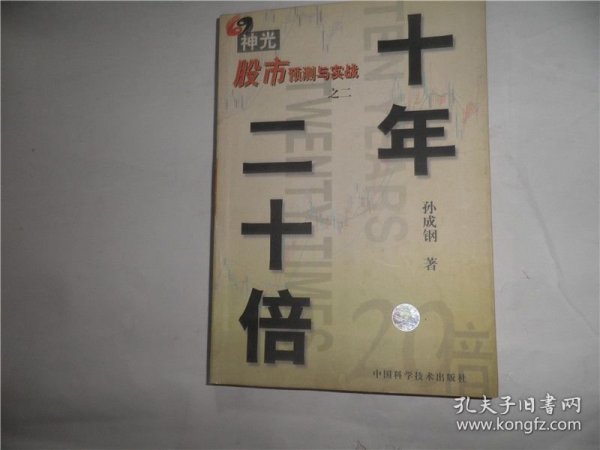 神光
股市预测与实战
之二
十年
二十倍
TEN YEARS
TWENTY TIMES
孙成钢 著
20倍
中国科学技术出版社
孔夫子旧書网
www.kongfz.com